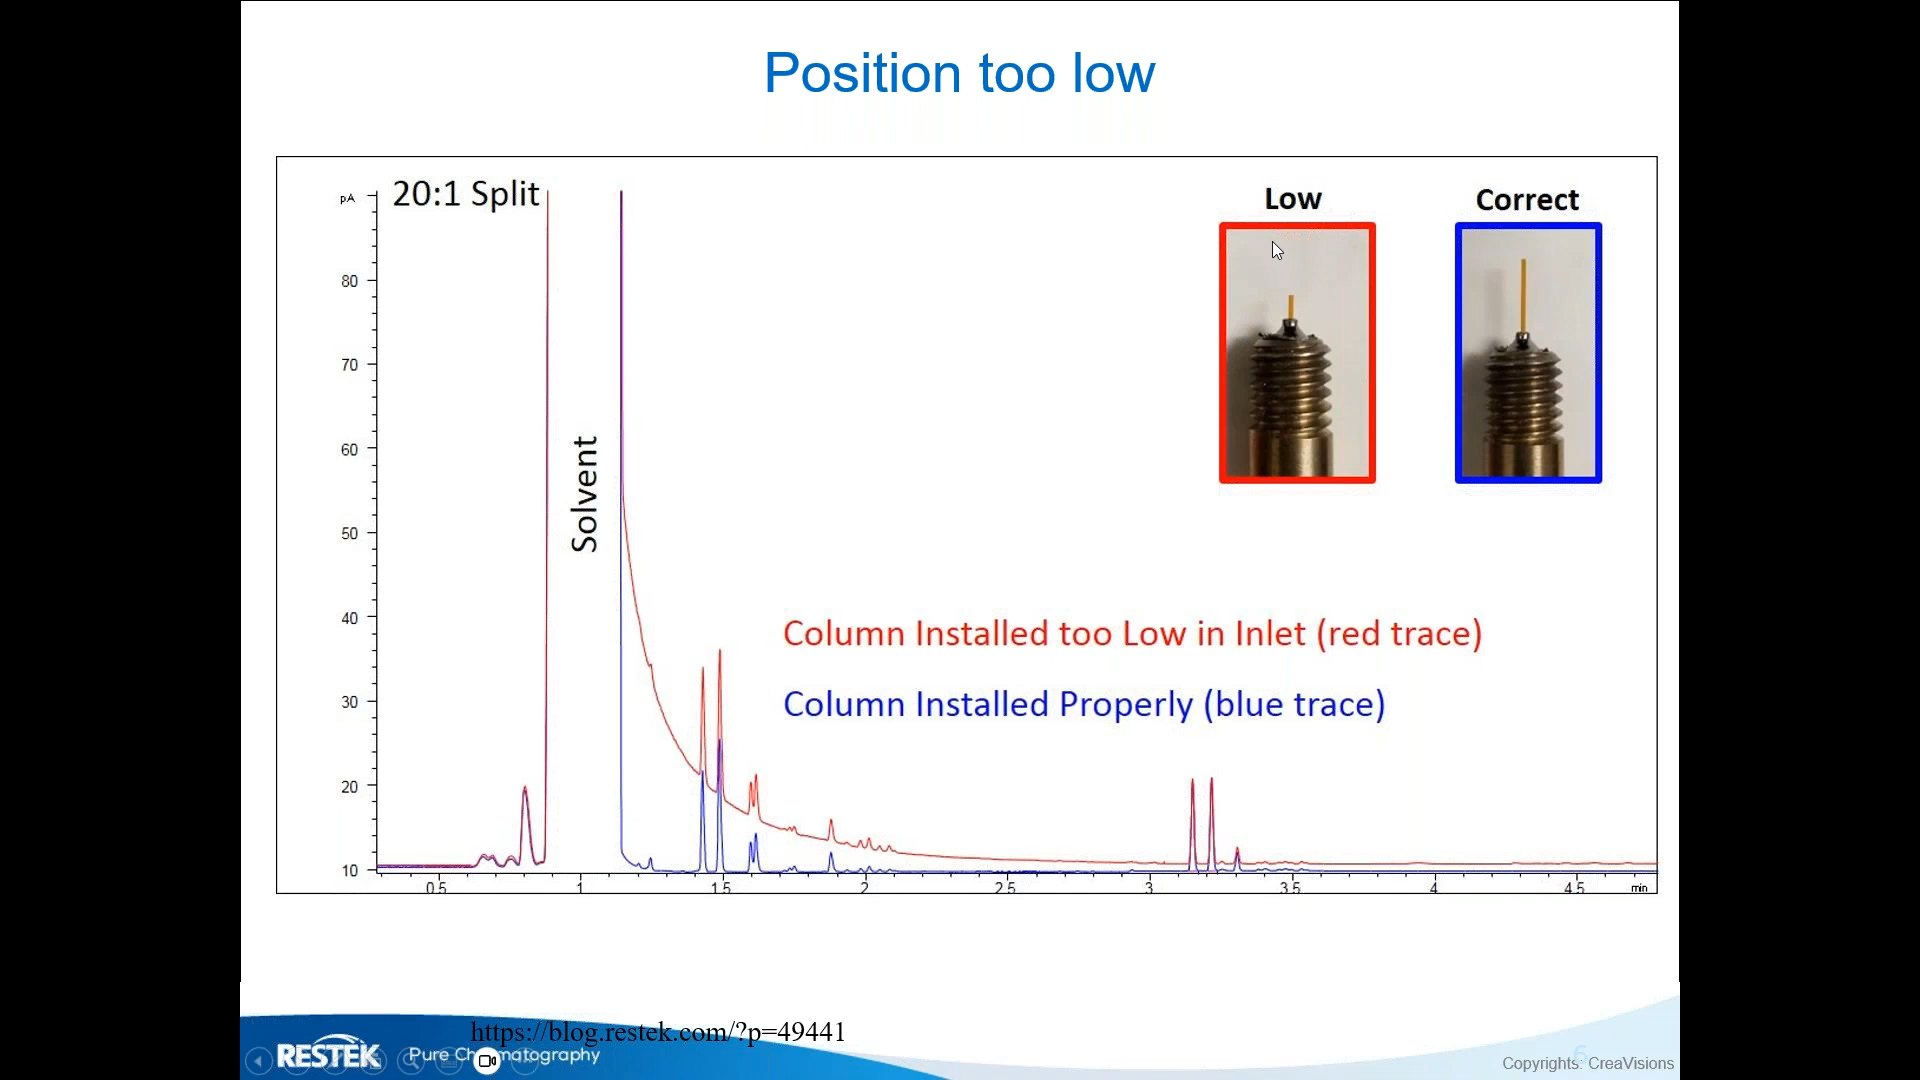 Position too low
20:1 Split
Low
Correct
pA
80
70
60
50
40
30
20
10
Solvent
Column Installed too Low in Inlet (red trace)
Column Installed Properly (blue trace)
0.5
1
1.5
2
2.5
3
3.5
4
4.5
min
https://blog.restek.com/?p=49441
RESTEK
Pure Chromatography
6
Copyrights: CreaVisions